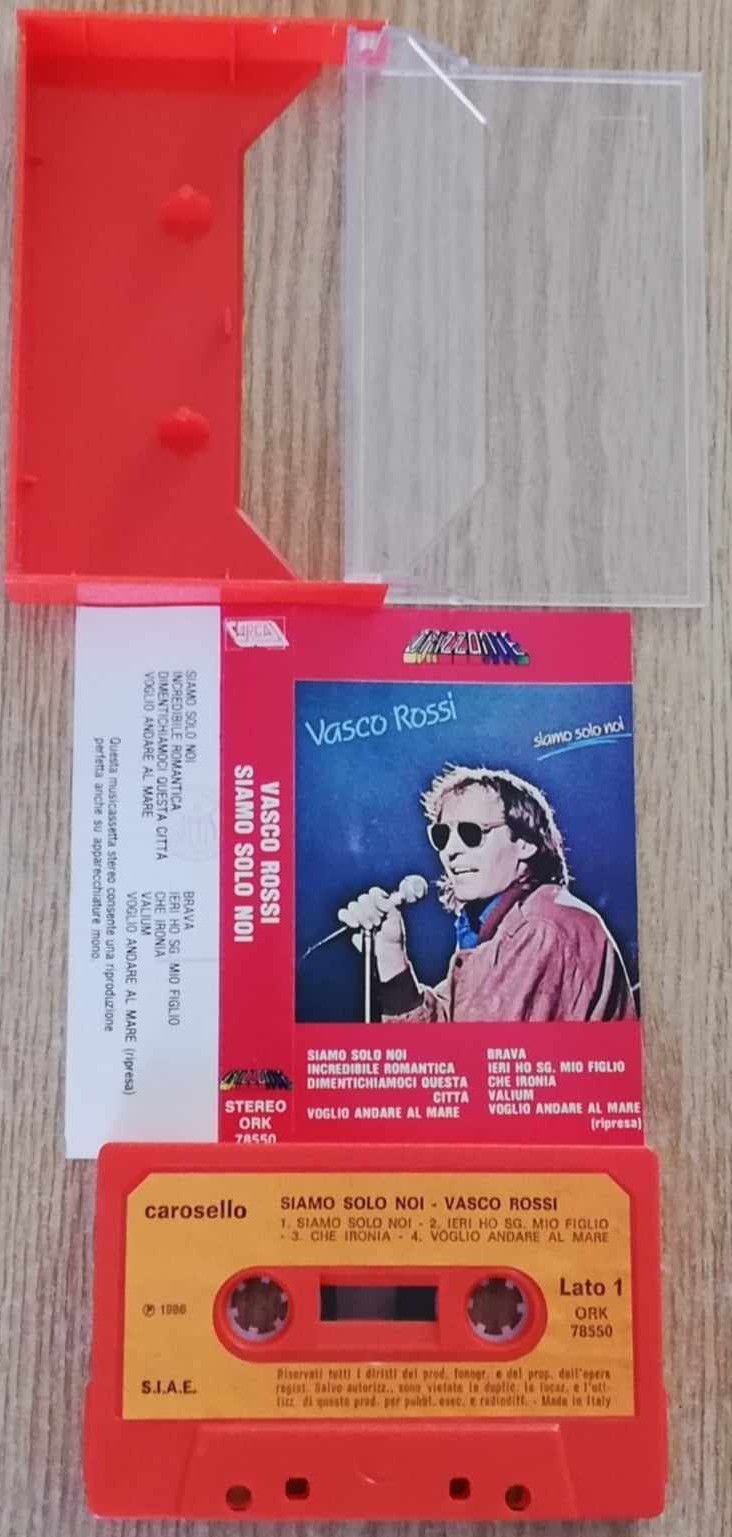 ORIZZONTE
Vasco Rossi
siamo solo noi
VASCO ROSSI
SIAMO SOLO NOI
STEREO
ORK
78550
SIAMO SOLO NOI
INCREDIBILE ROMANTICA
DIMENTICHIAMOCI QUESTA
CITTA
VOGLIO ANDARE AL MARE
BRAVA
IERI HO SG. MIO FIGLIO
CHE IRONIA
VALIUM
VOGLIO ANDARE AL MARE
(ripresa)
SIAMO SOLO NOI
INCREDIBILE ROMANTICA
DIMENTICHIAMOCI QUESTA CITTA
VOGLIO ANDARE AL MARE
BRAVA
IERI HO SG. MIO FIGLIO
CHE IRONIA
VALIUM
VOGLIO ANDARE AL MARE (ripresa)
Questa musicassetta stereo consente una riproduzione
perfetta anche su apparecchiature mono.
carosello
SIAMO SOLO NOI - VASCO ROSSI
1. SIAMO SOLO NOI - 2. IERI HO SG. MIO FIGLIO
- 3. CHE IRONIA - 4. VOGLIO ANDARE AL MARE
Ⓟ 1986
Lato 1
ORK
78550
S.I.A.E.
Riservati tutti i diritti del prod. fonogr. e del prop. dell'opera
regist. Salvo autorizz., sono vietate la duplic. la locaz. e l'uti-
lizz. di questo prod. per pubbl. esec. e radiodiff. - Made in Italy